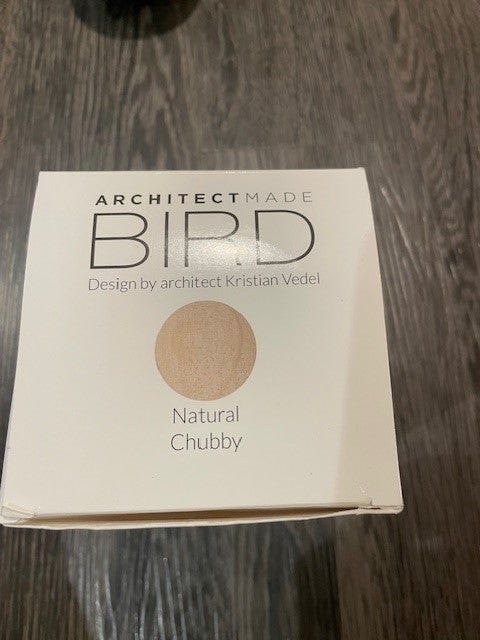 ARCHITECTMADE
BIRD
Design by architect Kristian Vedel
Natural
Chubby